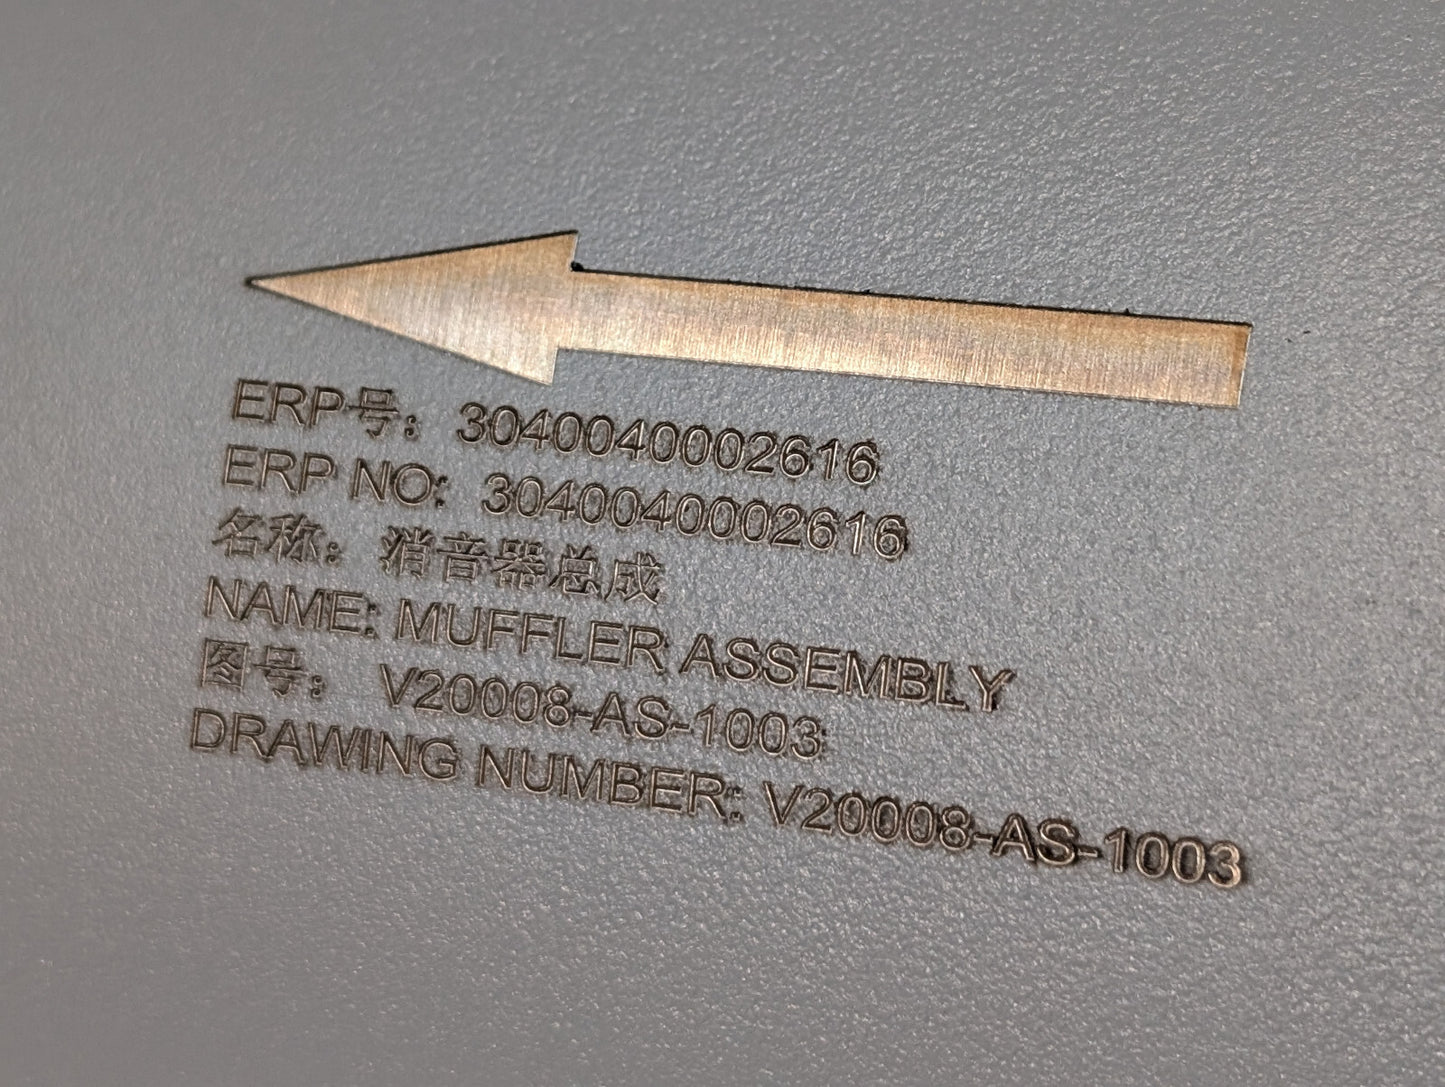 ERP号: 3040040002616
ERP NO: 3040040002616
名称: 消音器总成
NAME: MUFFLER ASSEMBLY
图号: V20008-AS-1003
DRAWING NUMBER: V20008-AS-1003